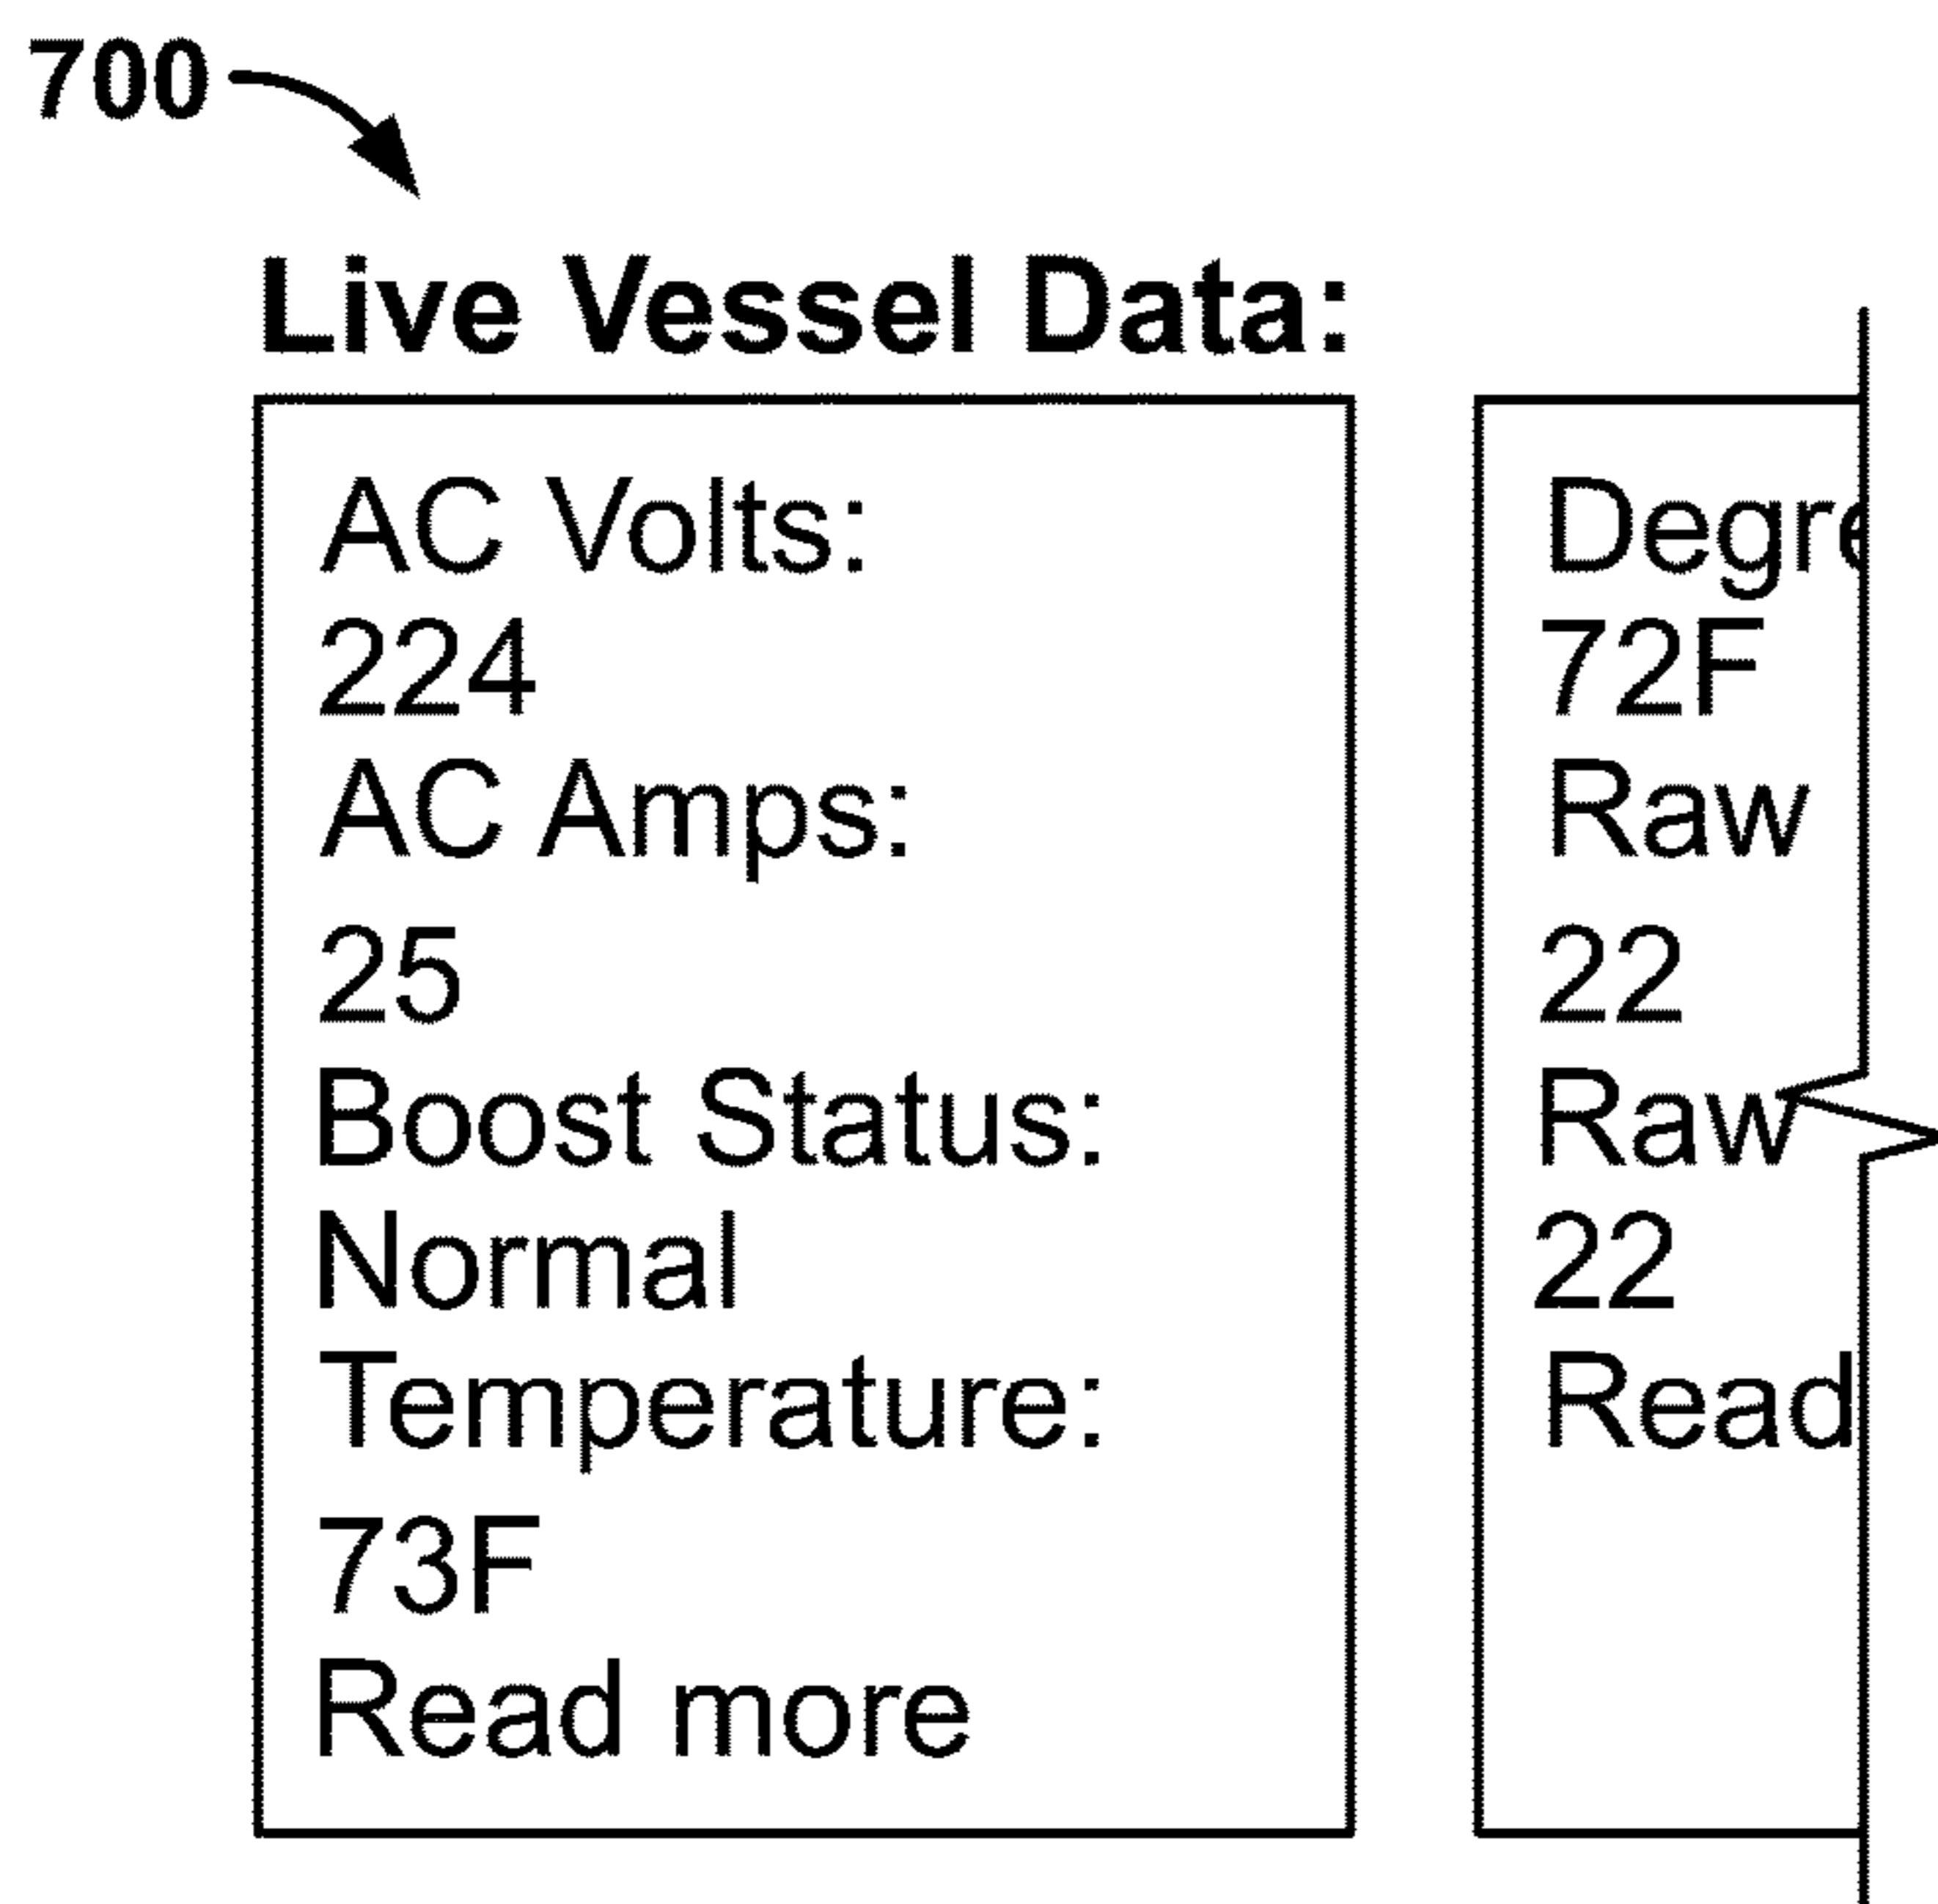 700
Live Vessel Data:
AC Volts:
224
AC Amps:
25
Boost Status:
Normal
Temperature:
73F
Read more
72F
Raw
22
Raw
22
Read